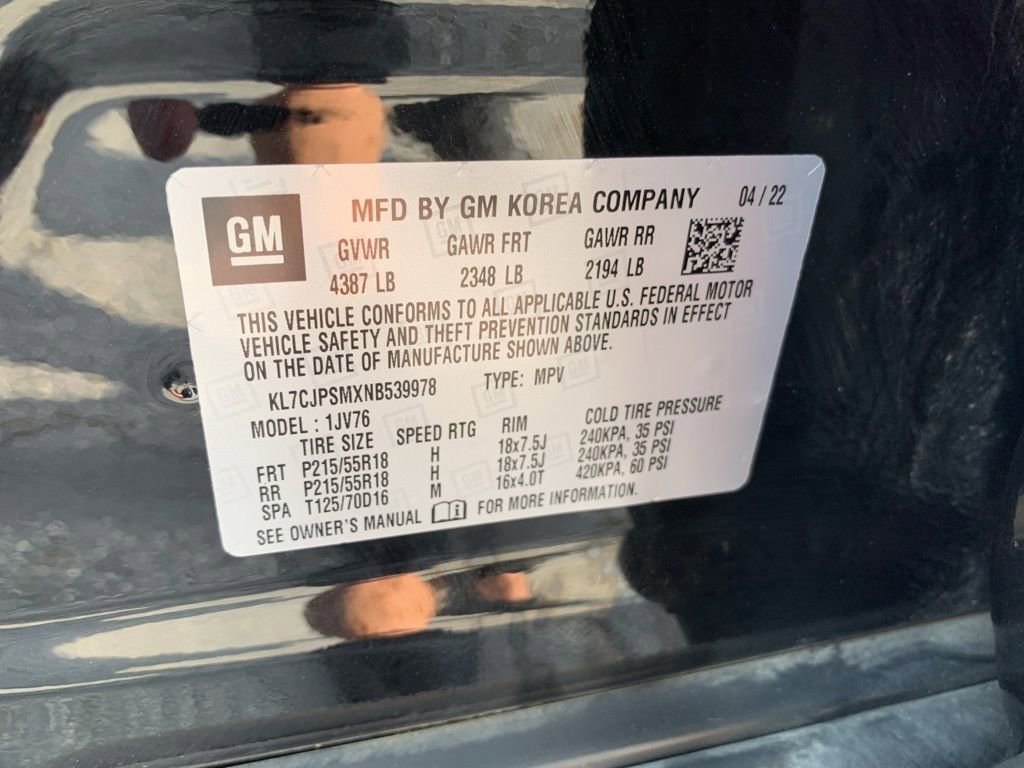 GM
MFD BY GM KOREA COMPANY 04 / 22
GVWR GAWR FRT GAWR RR
4387 LB 2348 LB 2194 LB
THIS VEHICLE CONFORMS TO ALL APPLICABLE U.S. FEDERAL MOTOR
VEHICLE SAFETY AND THEFT PREVENTION STANDARDS IN EFFECT
ON THE DATE OF MANUFACTURE SHOWN ABOVE.
KL7CJPSMXNB539978 TYPE: MPV
MODEL : 1JV76
TIRE SIZE SPEED RTG RIM COLD TIRE PRESSURE
FRT P215/55R18 H 18x7.5J 240KPA, 35 PSI
RR P215/55R18 H 18x7.5J 240KPA, 35 PSI
SPA T125/70D16 M 16x4.0T 420KPA, 60 PSI
SEE OWNER'S MANUAL FOR MORE INFORMATION.